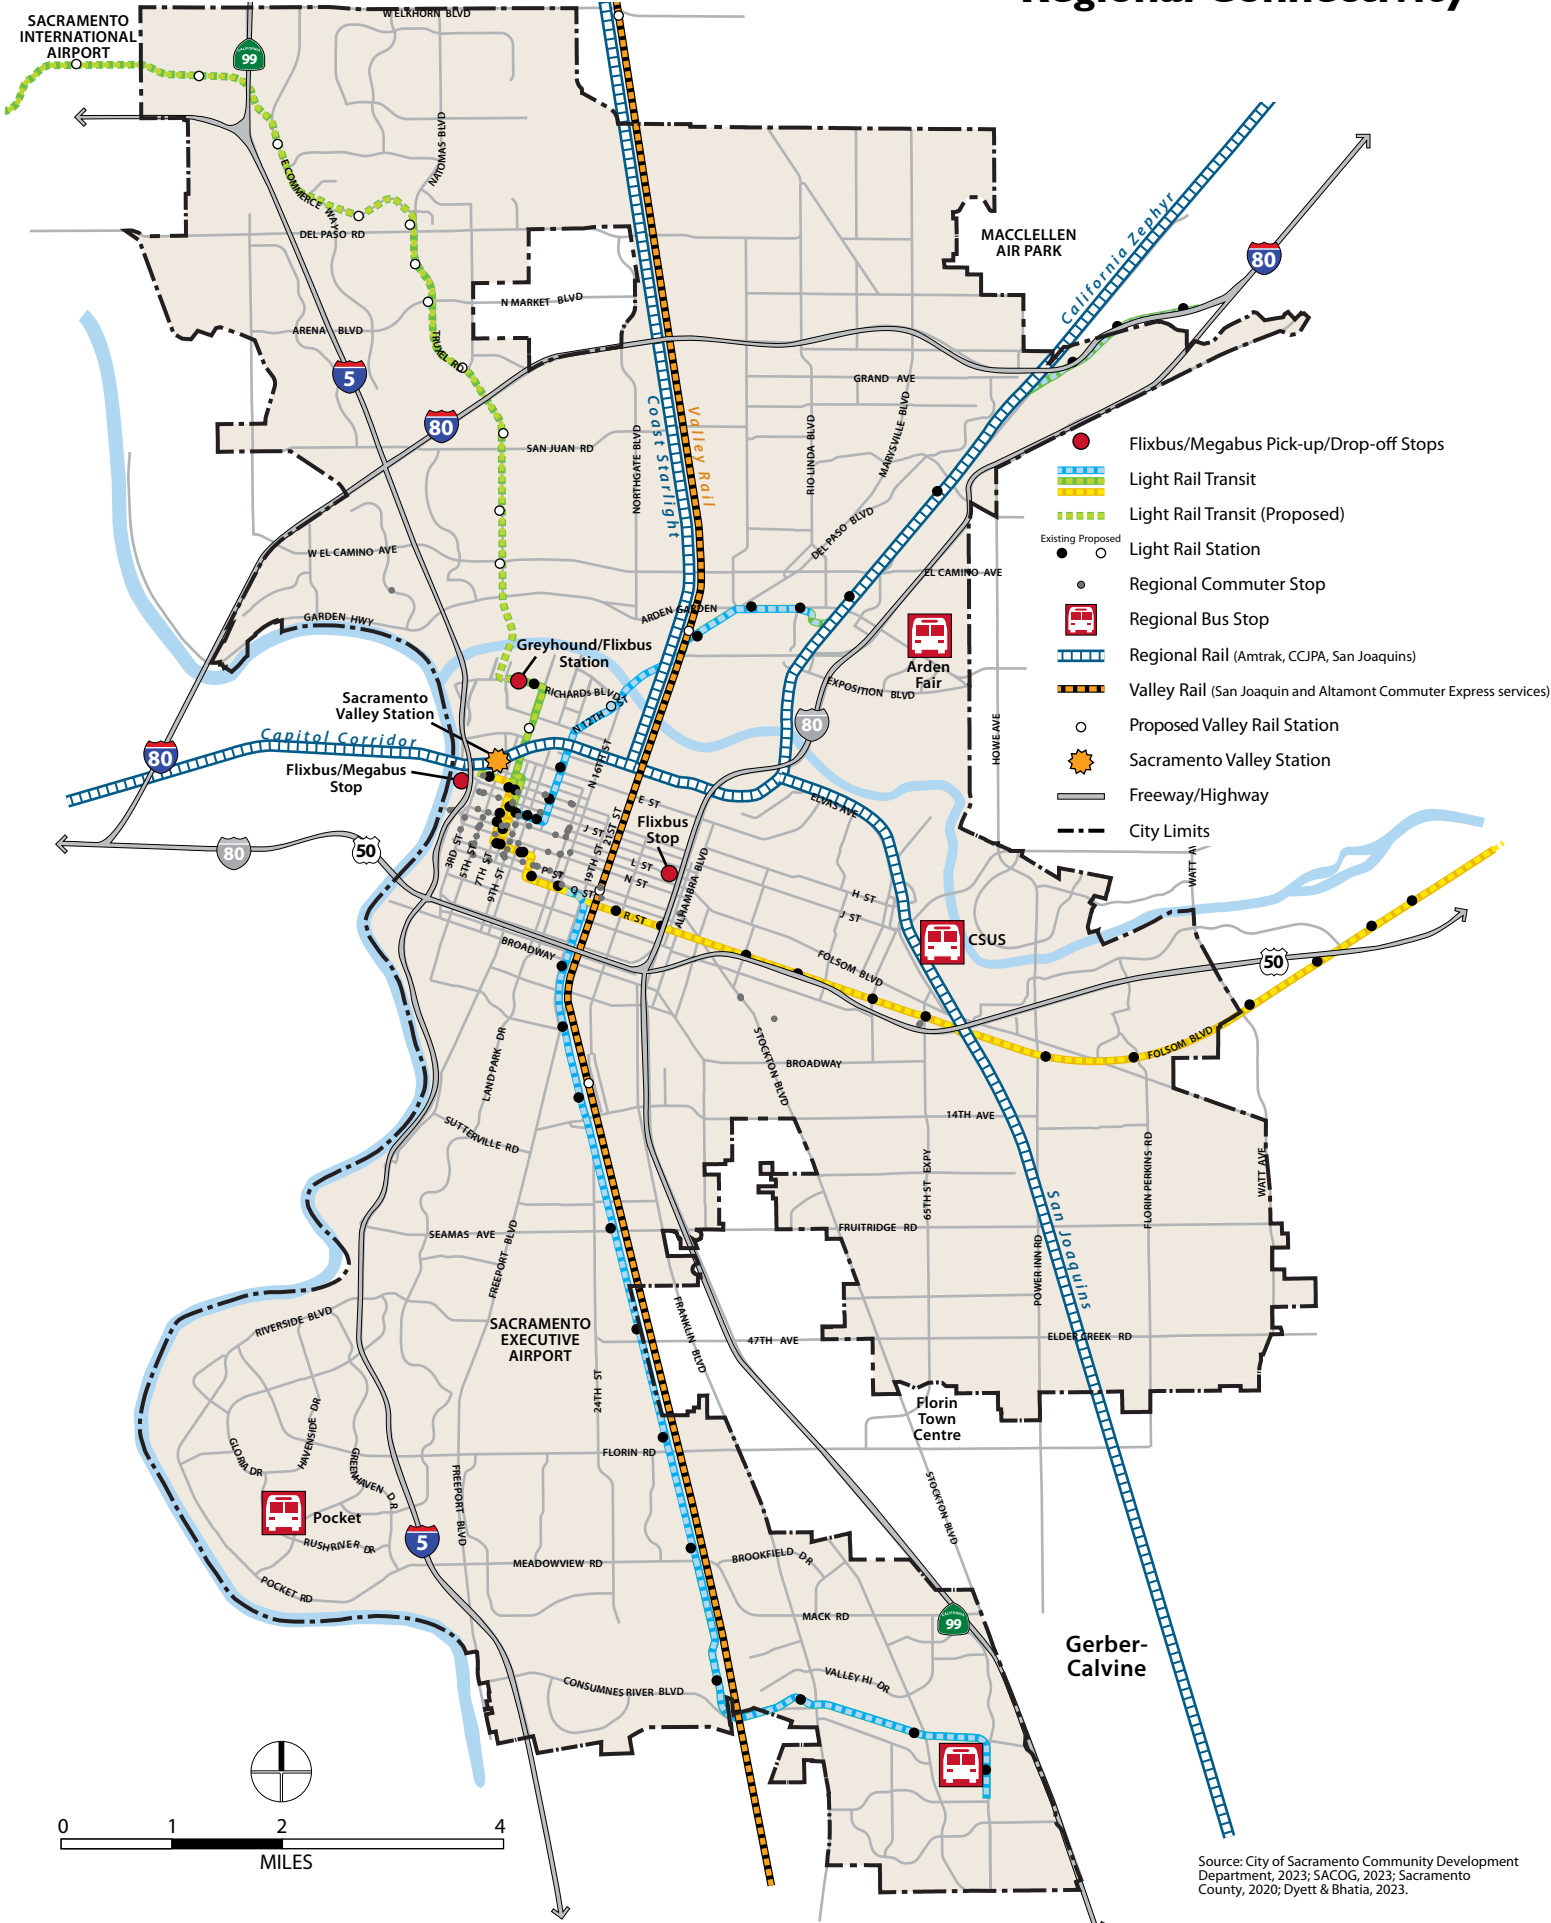 Regional Connectivity
W ELKHORN BLVD
SACRAMENTO
INTERNATIONAL
AIRPORT
CALIFORNIA
99
NATOMAS BLVD
E COMMERCE WAY
DEL PASO RD
MACCLELLEN
AIR PARK
California Zephyr
80
N MARKET BLVD
ARENA BLVD
TRUXEL RD
5
80
GRAND AVE
Coast Starlight
Valley Rail
SAN JUAN RD
NORTHGATE BLVD
RIO LINDA BLVD
MARYSVILLE BLVD
DEL PASO BLVD
W EL CAMINO AVE
EL CAMINO AVE
ARDEN GARDEN
GARDEN HWY
Flixbus/Megabus Pick-up/Drop-off Stops
Light Rail Transit
Light Rail Transit (Proposed)
Existing Proposed
Light Rail Station
Regional Commuter Stop
Regional Bus Stop
Regional Rail (Amtrak, CCJPA, San Joaquins)
Valley Rail (San Joaquin and Altamont Commuter Express services)
Proposed Valley Rail Station
Sacramento Valley Station
Freeway/Highway
City Limits
Greyhound/Flixbus
Station
Arden
Fair
RICHARDS BLVD
EXPOSITION BLVD
Sacramento
Valley Station
N 12TH ST
80
HOWE AVE
Capitol Corridor
80
Flixbus/Megabus
Stop
N 16TH ST
E ST
ELVAS AVE
Flixbus
Stop
J ST
21ST ST
80
50
3RD ST
5TH ST
7TH ST
9TH ST
19TH ST
L ST
N ST
P ST
Q ST
R ST
ALHAMBRA BLVD
H ST
J ST
WATT AV
CSUS
BROADWAY
FOLSOM BLVD
50
FOLSOM BLVD
LAND PARK DR
STOCKTON BLVD
BROADWAY
14TH AVE
SUTTERVILLE RD
65TH ST EXPY
FLORIN PERKINS RD
WATT AVE
San Joaquins
SEAMAS AVE
FREEPORT BLVD
FRUITRIDGE RD
POWER INN RD
RIVERSIDE BLVD
SACRAMENTO
EXECUTIVE
AIRPORT
FRANKLIN BLVD
47TH AVE
ELDER CREEK RD
24TH ST
Florin
Town
Centre
GLORIA DR
HAVENSIDE DR
GREENHAVEN DR
FLORIN RD
FREEPORT BLVD
STOCKTON BLVD
Pocket
RUSHRIVER DR
5
POCKET RD
MEADOWVIEW RD
BROOKFIELD DR
MACK RD
CALIFORNIA
99
Gerber-
Calvine
CONSUMNES RIVER BLVD
VALLEY HI DR
0 1 2 4
MILES
Source: City of Sacramento Community Development
Department, 2023; SACOG, 2023; Sacramento
County, 2020; Dyett & Bhatia, 2023.